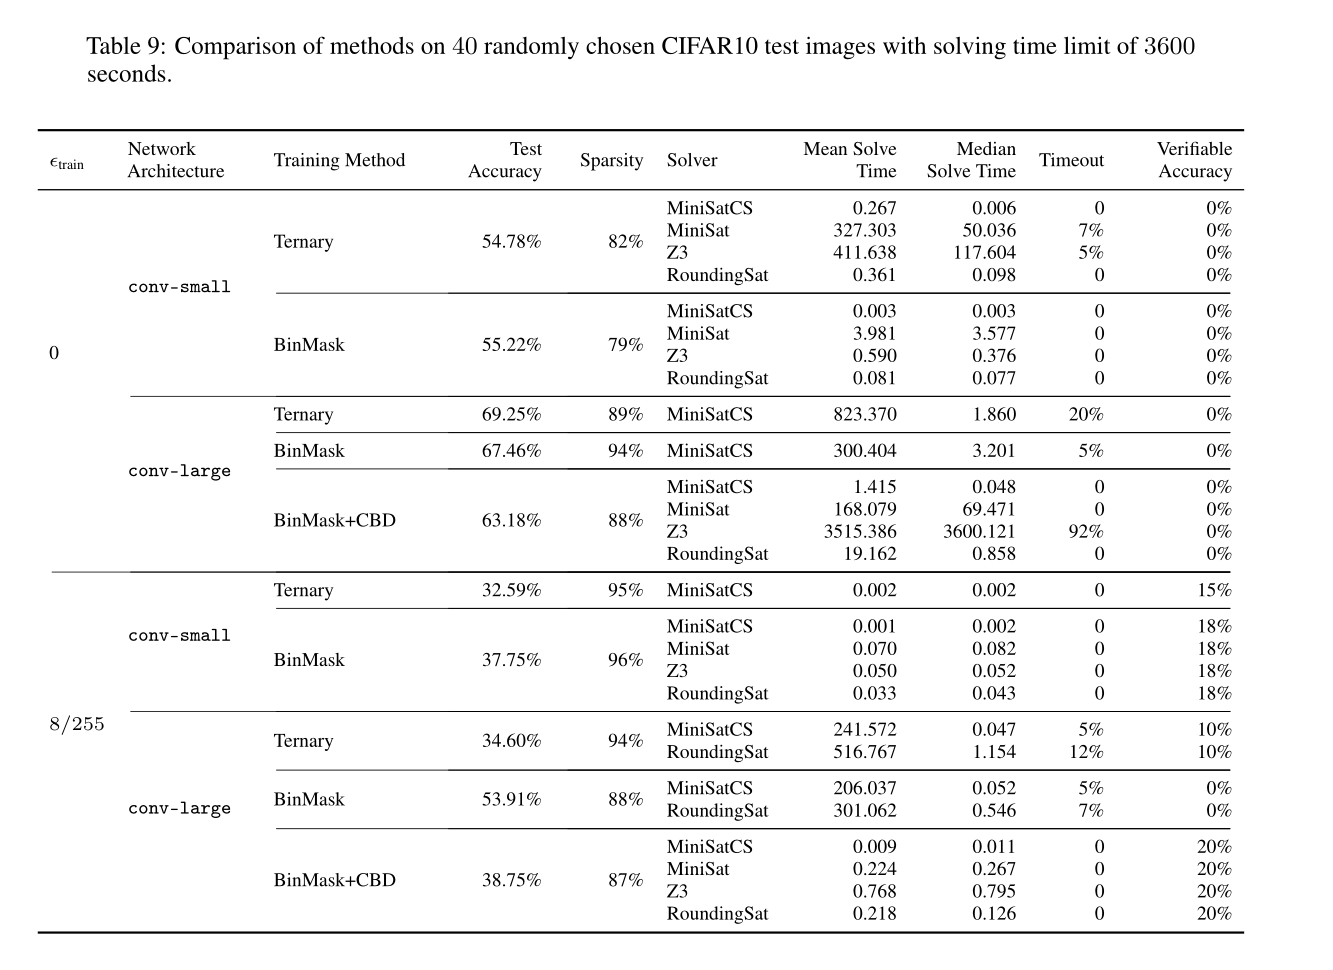 Table 9: Comparison of methods on 40 randomly chosen CIFAR10 test images with solving time limit of 3600
seconds.
ϵtrain Network Architecture Training Method Test Accuracy Sparsity Solver Mean Solve Time Median Solve Time Timeout Verifiable Accuracy
0 conv-small Ternary 54.78% 82% MiniSatCS 0.267 0.006 0 0%
MiniSat 327.303 50.036 7% 0%
Z3 411.638 117.604 5% 0%
RoundingSat 0.361 0.098 0 0%
BinMask 55.22% 79% MiniSatCS 0.003 0.003 0 0%
MiniSat 3.981 3.577 0 0%
Z3 0.590 0.376 0 0%
RoundingSat 0.081 0.077 0 0%
conv-large Ternary 69.25% 89% MiniSatCS 823.370 1.860 20% 0%
BinMask 67.46% 94% MiniSatCS 300.404 3.201 5% 0%
BinMask+CBD 63.18% 88% MiniSatCS 1.415 0.048 0 0%
MiniSat 168.079 69.471 0 0%
Z3 3515.386 3600.121 92% 0%
RoundingSat 19.162 0.858 0 0%
8/255 conv-small Ternary 32.59% 95% MiniSatCS 0.002 0.002 0 15%
BinMask 37.75% 96% MiniSatCS 0.001 0.002 0 18%
MiniSat 0.070 0.082 0 18%
Z3 0.050 0.052 0 18%
RoundingSat 0.033 0.043 0 18%
conv-large Ternary 34.60% 94% MiniSatCS 241.572 0.047 5% 10%
RoundingSat 516.767 1.154 12% 10%
BinMask 53.91% 88% MiniSatCS 206.037 0.052 5% 0%
RoundingSat 301.062 0.546 7% 0%
BinMask+CBD 38.75% 87% MiniSatCS 0.009 0.011 0 20%
MiniSat 0.224 0.267 0 20%
Z3 0.768 0.795 0 20%
RoundingSat 0.218 0.126 0 20%